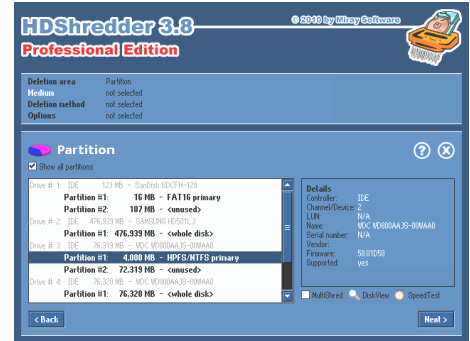 HDShredder 3.8
© 2010 by Miray Software
Professional Edition
Deletion area Partition
Medium not selected
Deletion method not selected
Options not selected
Partition
Show all partitions
Drive # 1: IDE 123 MB - SanDisk SDCFH-128
Partition #1: 16 MB - FAT16 primary
Partition #2: 107 MB - <unused>
Drive # 2: IDE 476,939 MB - SAMSUNG HD501LJ
Partition #1: 476,939 MB - <whole disk>
Drive # 3: IDE 76,319 MB - WDC WD800AAJS-00WAA0
Partition #1: 4,000 MB - HPFS/NTFS primary
Partition #2: 72,319 MB - <unused>
Drive # 4: IDE 76,320 MB - WDC WD800AAJS-00WAA0
Partition #1: 76,320 MB - <whole disk>
Details
Controller: IDE
Channel/Device: 2
LUN: N/A
Name: WDC WD800AAJS-00WAA0
Serial number: N/A
Vendor:
Firmware: 58.01D58
Supported: yes
MultiShred DiskView SpeedTest
< Back Next >